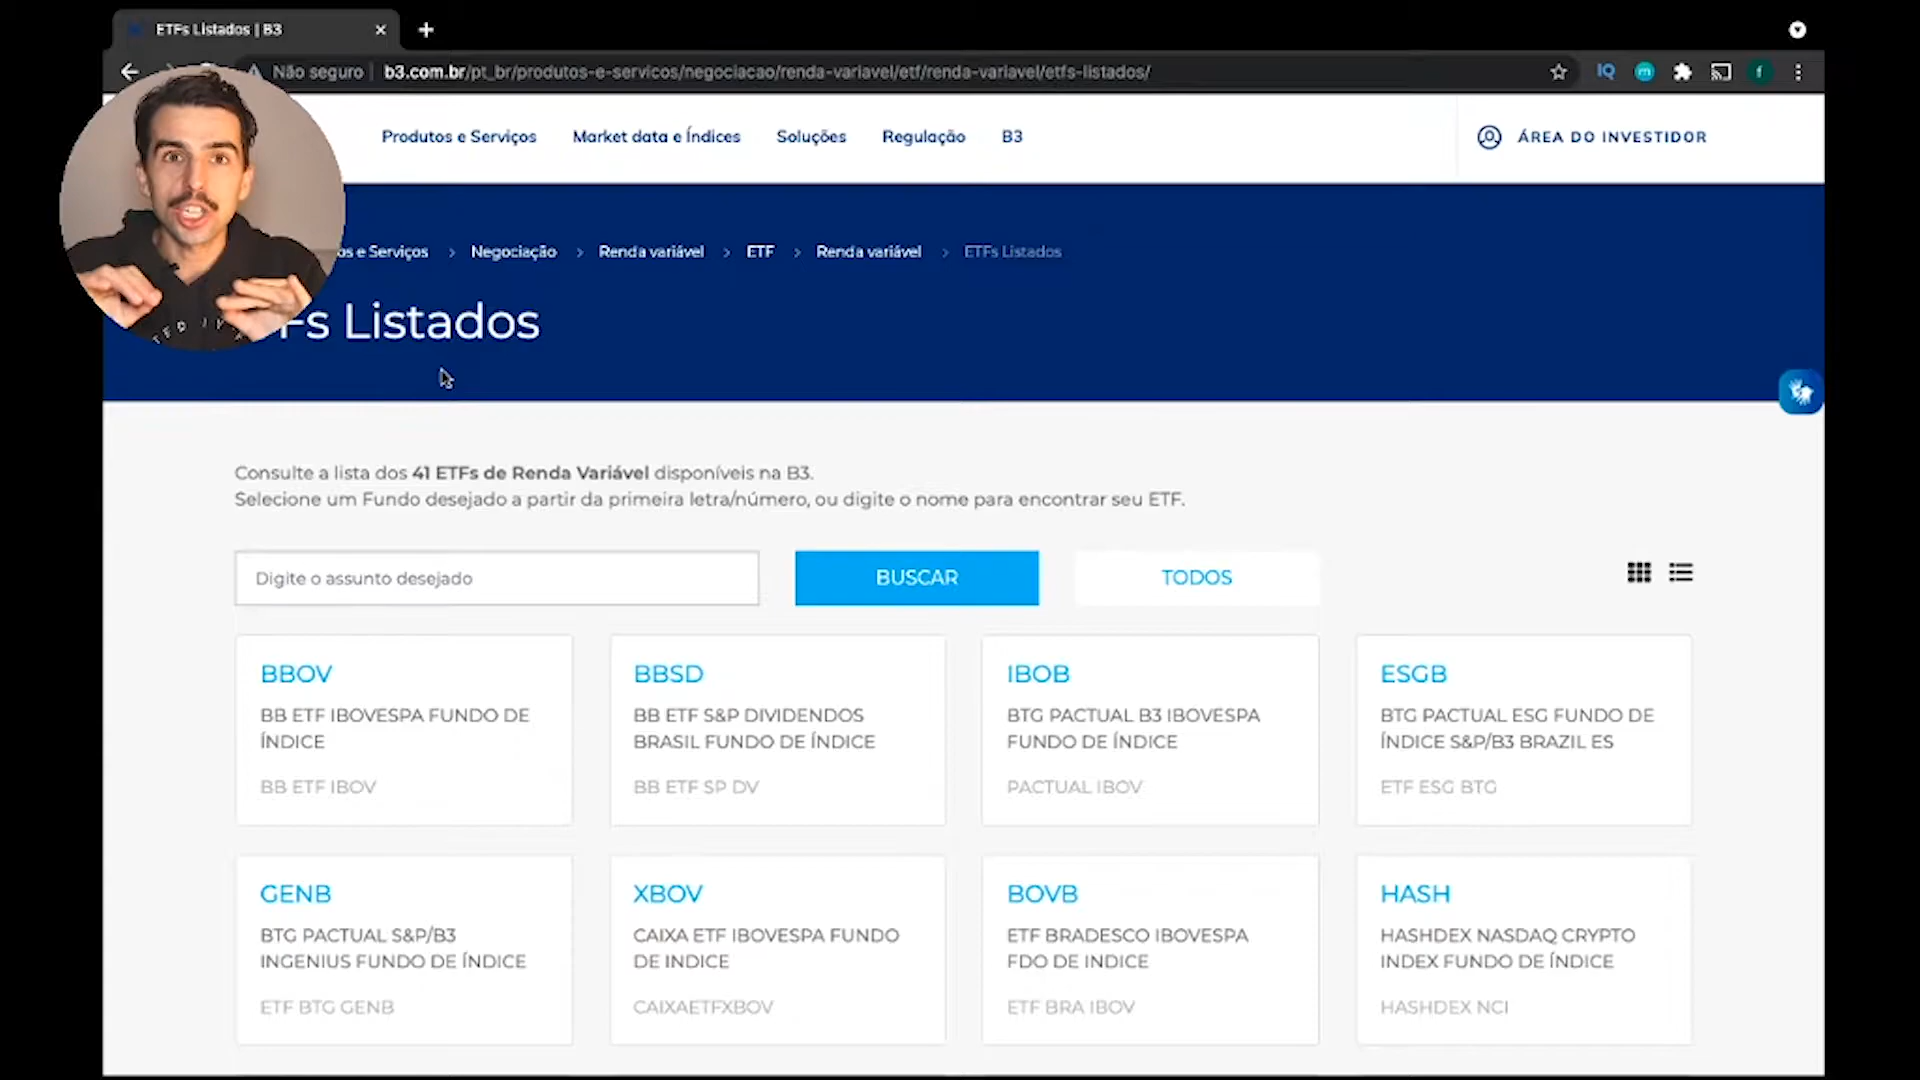 ETFs Listados | B3
Não seguro
b3.com.br/pt_br/produtos-e-servicos/negociacao/renda-variavel/etf/renda-variavel/etfs-listados/
IQ
m
f
Produtos e Serviços
Market data e Índices
Soluções
Regulação
B3
ÁREA DO INVESTIDOR
os e Serviços > Negociação > Renda variável > ETF > Renda variável > ETFs Listados
Fs Listados
Consulte a lista dos 41 ETFs de Renda Variável disponíveis na B3.
Selecione um Fundo desejado a partir da primeira letra/número, ou digite o nome para encontrar seu ETF.
Digite o assunto desejado
BUSCAR
TODOS
BBOV
BB ETF IBOVESPA FUNDO DE
ÍNDICE
BB ETF IBOV
BBSD
BB ETF S&P DIVIDENDOS
BRASIL FUNDO DE ÍNDICE
BB ETF SP DV
IBOB
BTG PACTUAL B3 IBOVESPA
FUNDO DE ÍNDICE
PACTUAL IBOV
ESGB
BTG PACTUAL ESG FUNDO DE
ÍNDICE S&P/B3 BRAZIL ES
ETF ESG BTG
GENB
BTG PACTUAL S&P/B3
INGENIUS FUNDO DE ÍNDICE
ETF BTG GENB
XBOV
CAIXA ETF IBOVESPA FUNDO
DE INDICE
CAIXAETFXBOV
BOVB
ETF BRADESCO IBOVESPA
FDO DE INDICE
ETF BRA IBOV
HASH
HASHDEX NASDAQ CRYPTO
INDEX FUNDO DE ÍNDICE
HASHDEX NCI